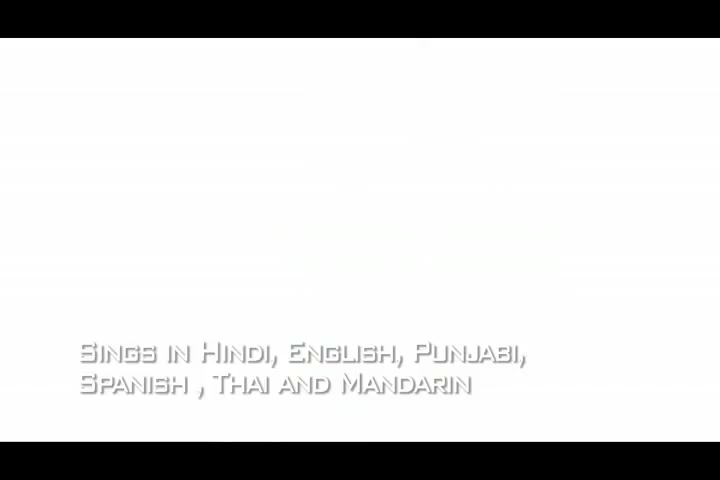 Sings in Hindi, English, Punjabi,
Spanish , Thai and Mandarin